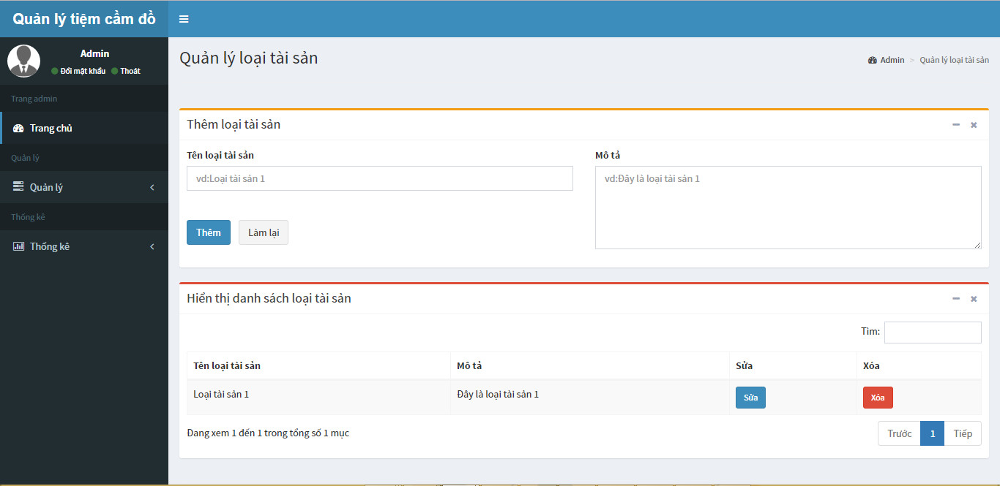 Quản lý tiệm cầm đồ
Admin
Đổi mật khẩu Thoát
Trang admin
Trang chủ
Quản lý
Quản lý
Thống kê
Thống kê
Quản lý loại tài sản
Admin > Quản lý loại tài sản
Thêm loại tài sản
Tên loại tài sản
vd:Loại tài sản 1
Mô tả
vd:Đây là loại tài sản 1
Thêm Làm lại
Hiển thị danh sách loại tài sản
Tìm:
Tên loại tài sản Mô tả Sửa Xóa
Loại tài sản 1 Đây là loại tài sản 1 Sửa Xóa
Đang xem 1 đến 1 trong tổng số 1 mục
Trước 1 Tiếp